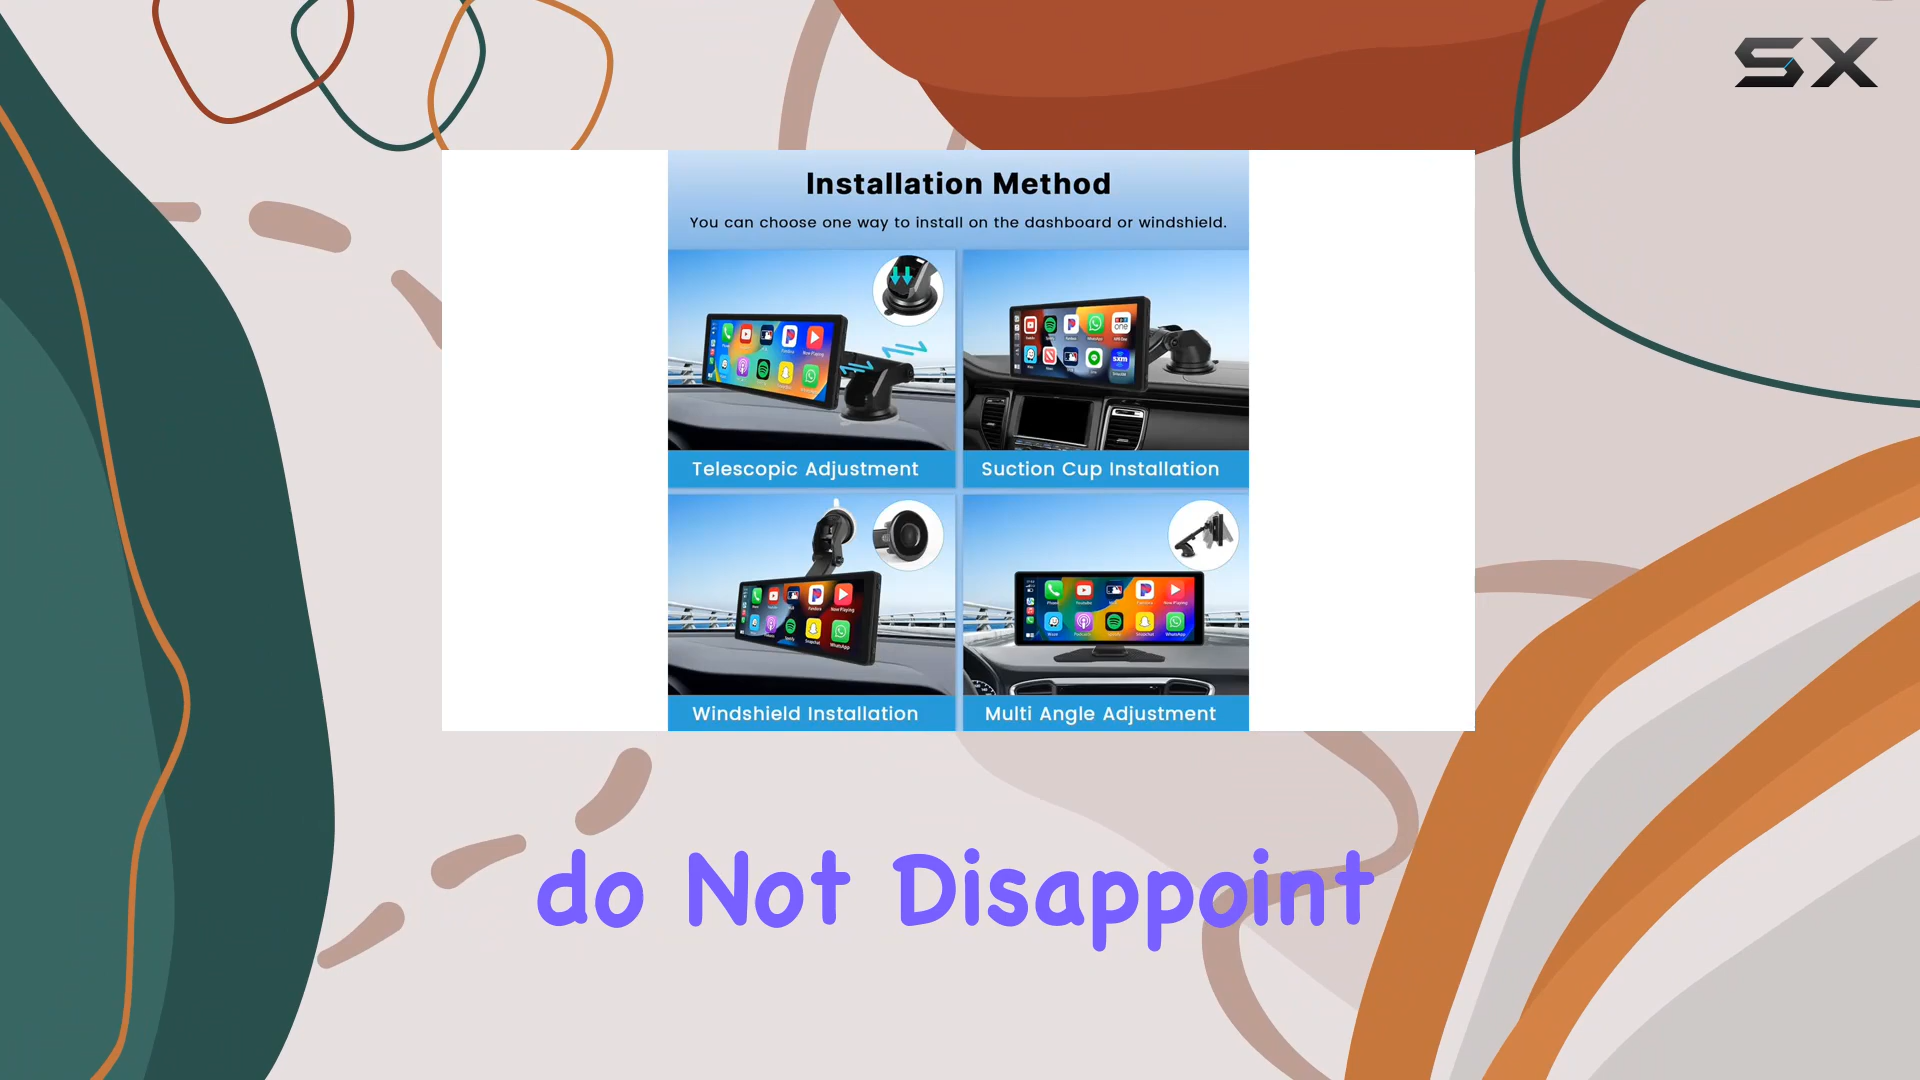 SX
Installation Method
You can choose one way to install on the dashboard or windshield.
Telescopic Adjustment
Suction Cup Installation
Windshield Installation
Multi Angle Adjustment
do Not Disappoint